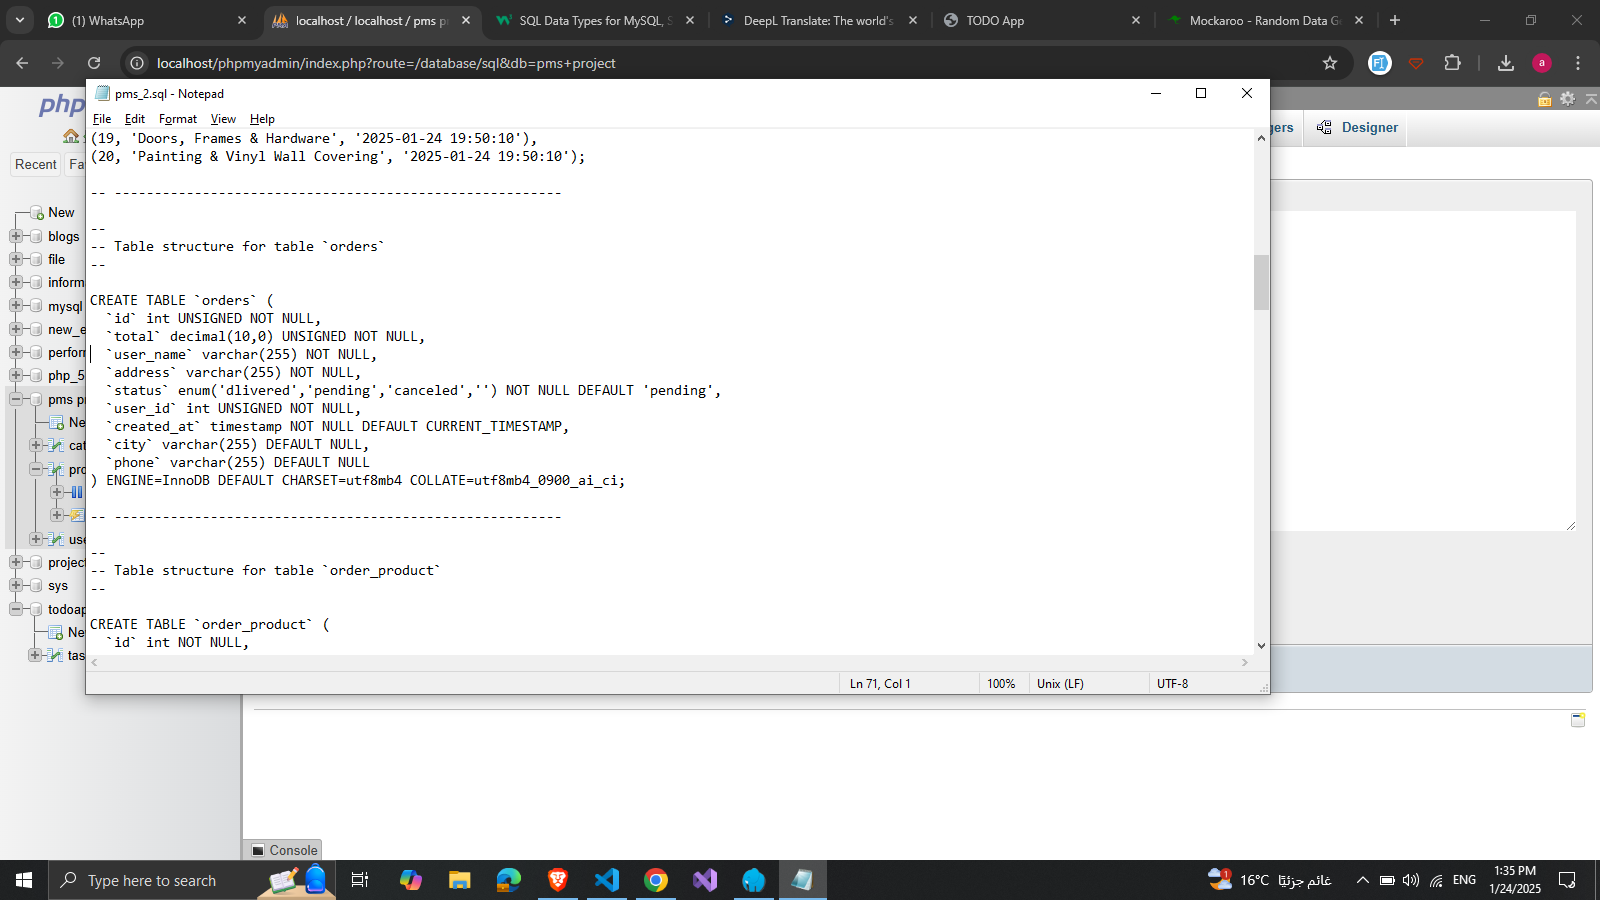 (1) WhatsApp
localhost / localhost / pms pr
SQL Data Types for MySQL, S
DeepL Translate: The world's
TODO App
Mockaroo - Random Data G
localhost/phpmyadmin/index.php?route=/database/sql&db=pms+project
a
php
pms_2.sql - Notepad
File Edit Format View Help
gers
Designer
Recent
Fa
New
blogs
file
inform
mysql
new_e
perform
php_5
pms p
Ne
cat
pro
use
project
sys
todoap
Ne
tas
(19, 'Doors, Frames & Hardware', '2025-01-24 19:50:10'),
(20, 'Painting & Vinyl Wall Covering', '2025-01-24 19:50:10');
-- --------------------------------------------------------
--
-- Table structure for table `orders`
--
CREATE TABLE `orders` (
`id` int UNSIGNED NOT NULL,
`total` decimal(10,0) UNSIGNED NOT NULL,
`user_name` varchar(255) NOT NULL,
`address` varchar(255) NOT NULL,
`status` enum('dlivered','pending','canceled','') NOT NULL DEFAULT 'pending',
`user_id` int UNSIGNED NOT NULL,
`created_at` timestamp NOT NULL DEFAULT CURRENT_TIMESTAMP,
`city` varchar(255) DEFAULT NULL,
`phone` varchar(255) DEFAULT NULL
) ENGINE=InnoDB DEFAULT CHARSET=utf8mb4 COLLATE=utf8mb4_0900_ai_ci;
-- --------------------------------------------------------
--
-- Table structure for table `order_product`
--
CREATE TABLE `order_product` (
`id` int NOT NULL,
Ln 71, Col 1
100%
Unix (LF)
UTF-8
Console
Type here to search
1
16°C غائم جزئيًا
ENG
1:35 PM
1/24/2025